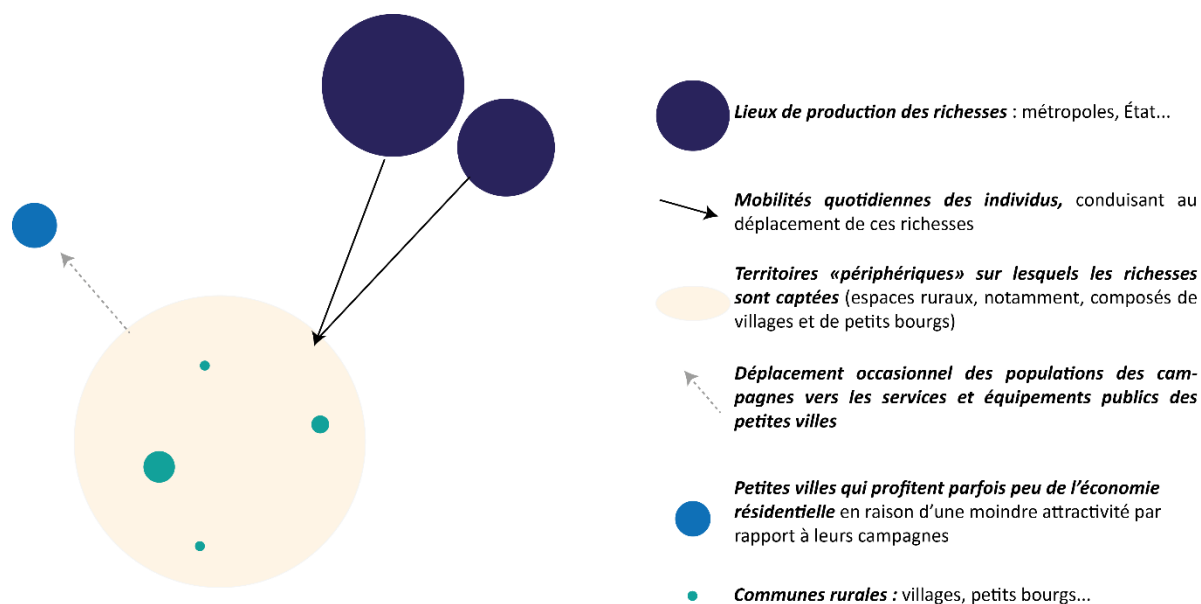 Lieux de production des richesses : métropoles, État...
Mobilités quotidiennes des individus, conduisant au
déplacement de ces richesses
Territoires «périphériques» sur lesquels les richesses
sont captées (espaces ruraux, notamment, composés de
villages et de petits bourgs)
Déplacement occasionnel des populations des cam-
pagnes vers les services et équipements publics des
petites villes
Petites villes qui profitent parfois peu de l’économie
résidentielle en raison d’une moindre attractivité par
rapport à leurs campagnes
Communes rurales : villages, petits bourgs...